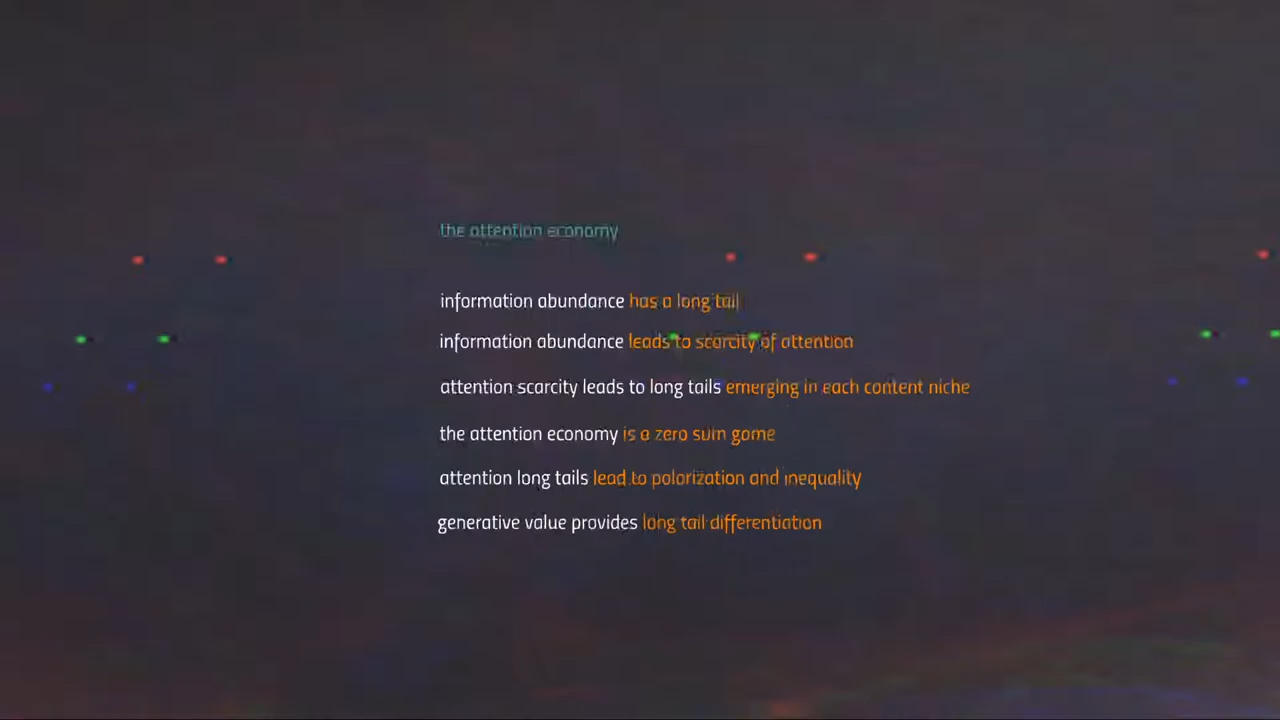 the attention economy
information abundance has a long tail
information abundance leads to scarcity of attention
attention scarcity leads to long tails emerging in each content niche
the attention economy is a zero sum game
attention long tails lead to polarization and inequality
generative value provides long tail differentiation